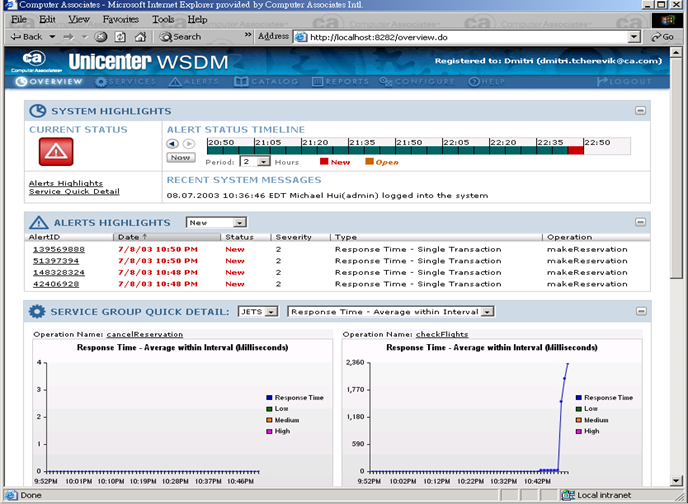 Computer Associates - Microsoft Internet Explorer provided by Computer Associates Intl.
File Edit View Favorites Tools Help
Back Search Address http://localhost:8282/overview.do Go
ca Computer Associates Unicenter WSDM Registered to: Dmitri (dmitri.tcherevik@ca.com)
OVERVIEW SERVICES ALERTS CATALOG REPORTS CONFIGURE HELP LOGOUT
SYSTEM HIGHLIGHTS
CURRENT STATUS ALERT STATUS TIMELINE
20:50 21:05 21:20 21:35 21:50 22:05 22:20 22:35 22:50
Now Period: 2 Hours New Open
Alerts Highlights
Service Quick Detail
RECENT SYSTEM MESSAGES
08.07.2003 10:36:46 EDT Michael Hui(admin) logged into the system
ALERTS HIGHLIGHTS New
AlertID Date Status Severity Type Operation
139569888 7/8/03 10:50 PM New 2 Response Time - Single Transaction makeReservation
51397394 7/8/03 10:50 PM New 2 Response Time - Single Transaction makeReservation
148328324 7/8/03 10:48 PM New 2 Response Time - Single Transaction makeReservation
42406928 7/8/03 10:48 PM New 2 Response Time - Single Transaction makeReservation
SERVICE GROUP QUICK DETAIL: JETS Response Time - Average within Interval
Operation Name: cancelReservation
Response Time - Average within Interval (Milliseconds)
4
3
2
1
0
9:52PM 10:01PM 10:10PM 10:19PM 10:28PM 10:37PM 10:46PM
Response Time
Low
Medium
High
Operation Name: checkFlights
Response Time - Average within Interval (Milliseconds)
2,360
1,770
1,180
590
0
9:52PM 10:02PM 10:12PM 10:22PM 10:32PM 10:42PM
Response Time
Low
Medium
High
Done Local intranet